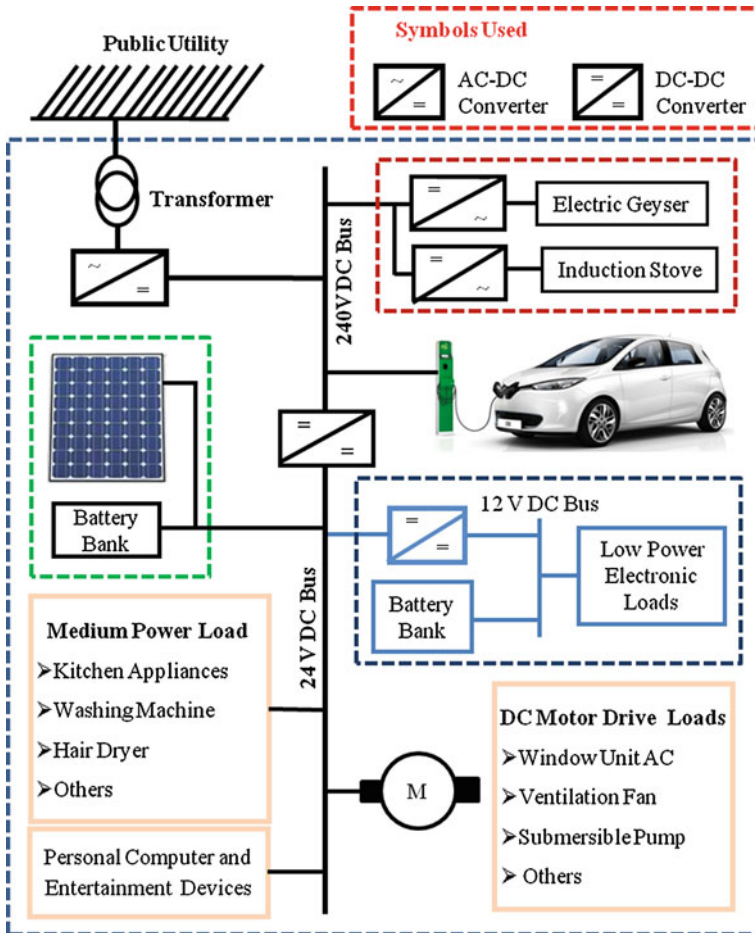 Public Utility
Symbols Used
~
=
AC-DC
Converter
=
=
DC-DC
Converter
Transformer
~
=
240V DC Bus
=
~
Electric Geyser
=
~
Induction Stove
=
=
Battery
Bank
12 V DC Bus
=
=
Low Power
Electronic
Loads
Battery
Bank
24 V DC Bus
Medium Power Load
➢Kitchen Appliances
➢Washing Machine
➢Hair Dryer
➢Others
M
DC Motor Drive Loads
➢Window Unit AC
➢Ventilation Fan
➢Submersible Pump
➢ Others
Personal Computer and
Entertainment Devices